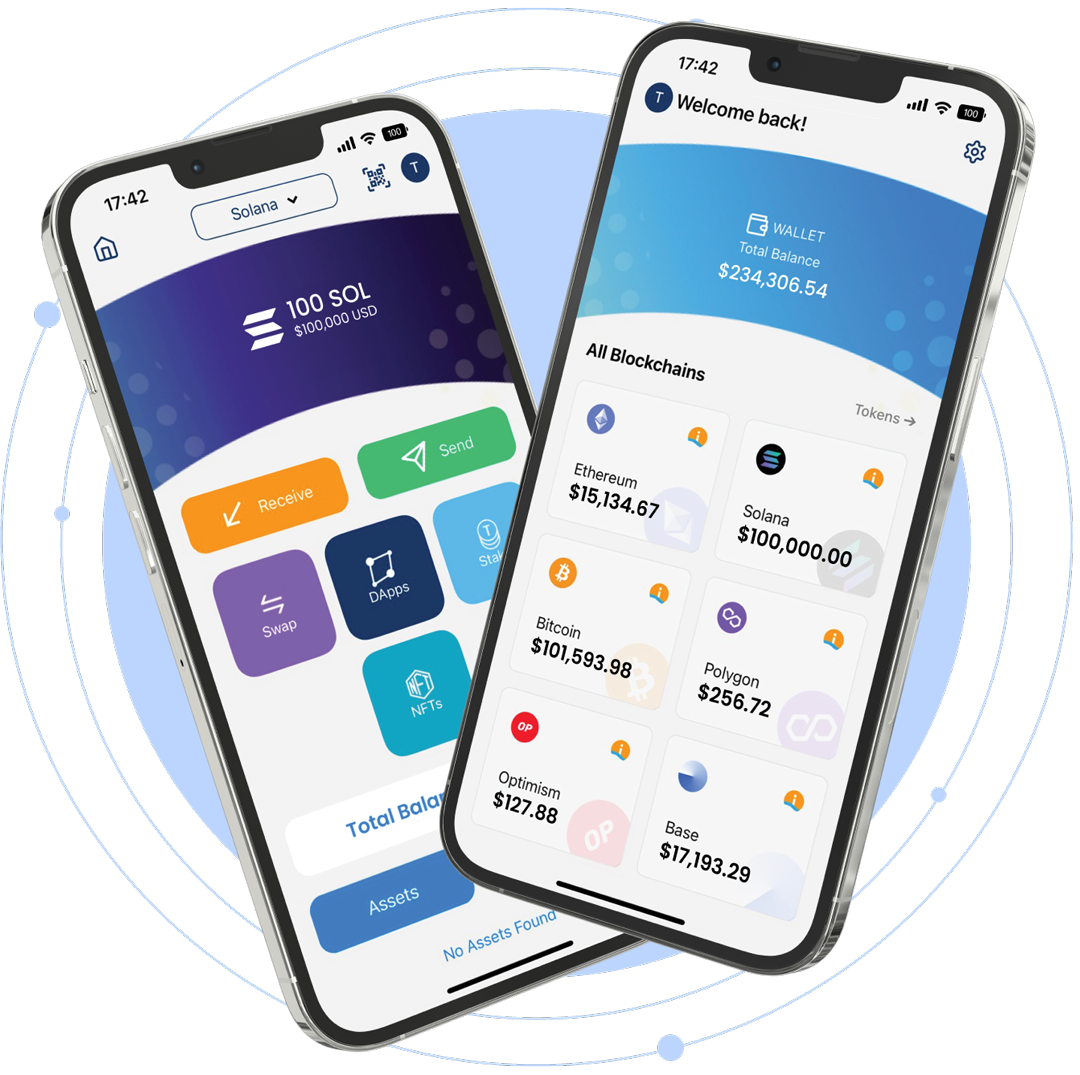 17:42
100
T
Solana
100 SOL
$100,000 USD
Receive
Send
Swap
DApps
T
Stak
NFT
NFTs
Total Balan
Assets
No Assets Found
17:42
100
T
Welcome back!
WALLET
Total Balance
$234,306.54
All Blockchains
Tokens →
Ethereum
$15,134.67
Solana
$100,000.00
Bitcoin
$101,593.98
Polygon
$256.72
OP
Optimism
$127.88
OP
Base
$17,193.29